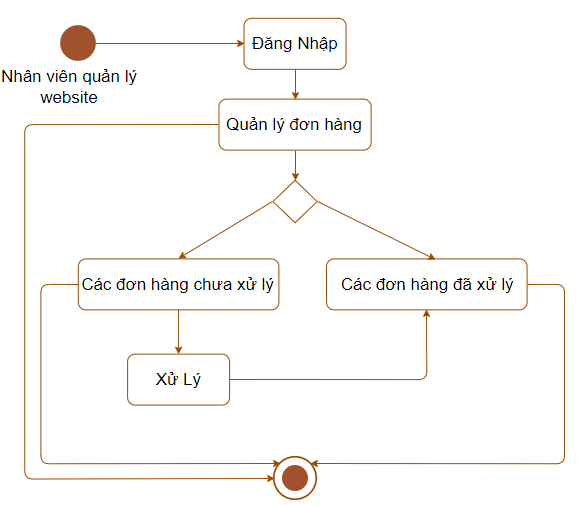 Đăng Nhập
Nhân viên quản lý
website
Quản lý đơn hàng
Các đơn hàng chưa xử lý
Các đơn hàng đã xử lý
Xử Lý